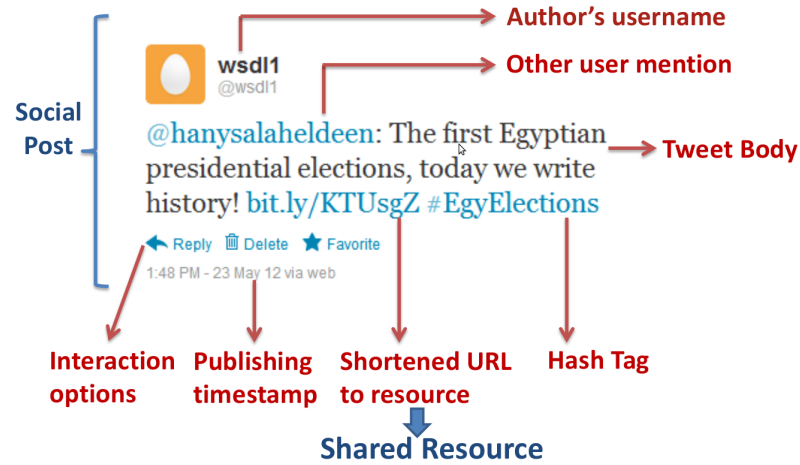 Author's username
wsdl1
@wsdl1
Other user mention
Social
Post
@hanysalaheldeen: The first Egyptian
presidential elections, today we write
history! bit.ly/KTUsgZ #EgyElections
Tweet Body
Reply Delete Favorite
1:48 PM - 23 May 12 via web
Interaction
options
Publishing
timestamp
Shortened URL
to resource
Hash Tag
Shared Resource